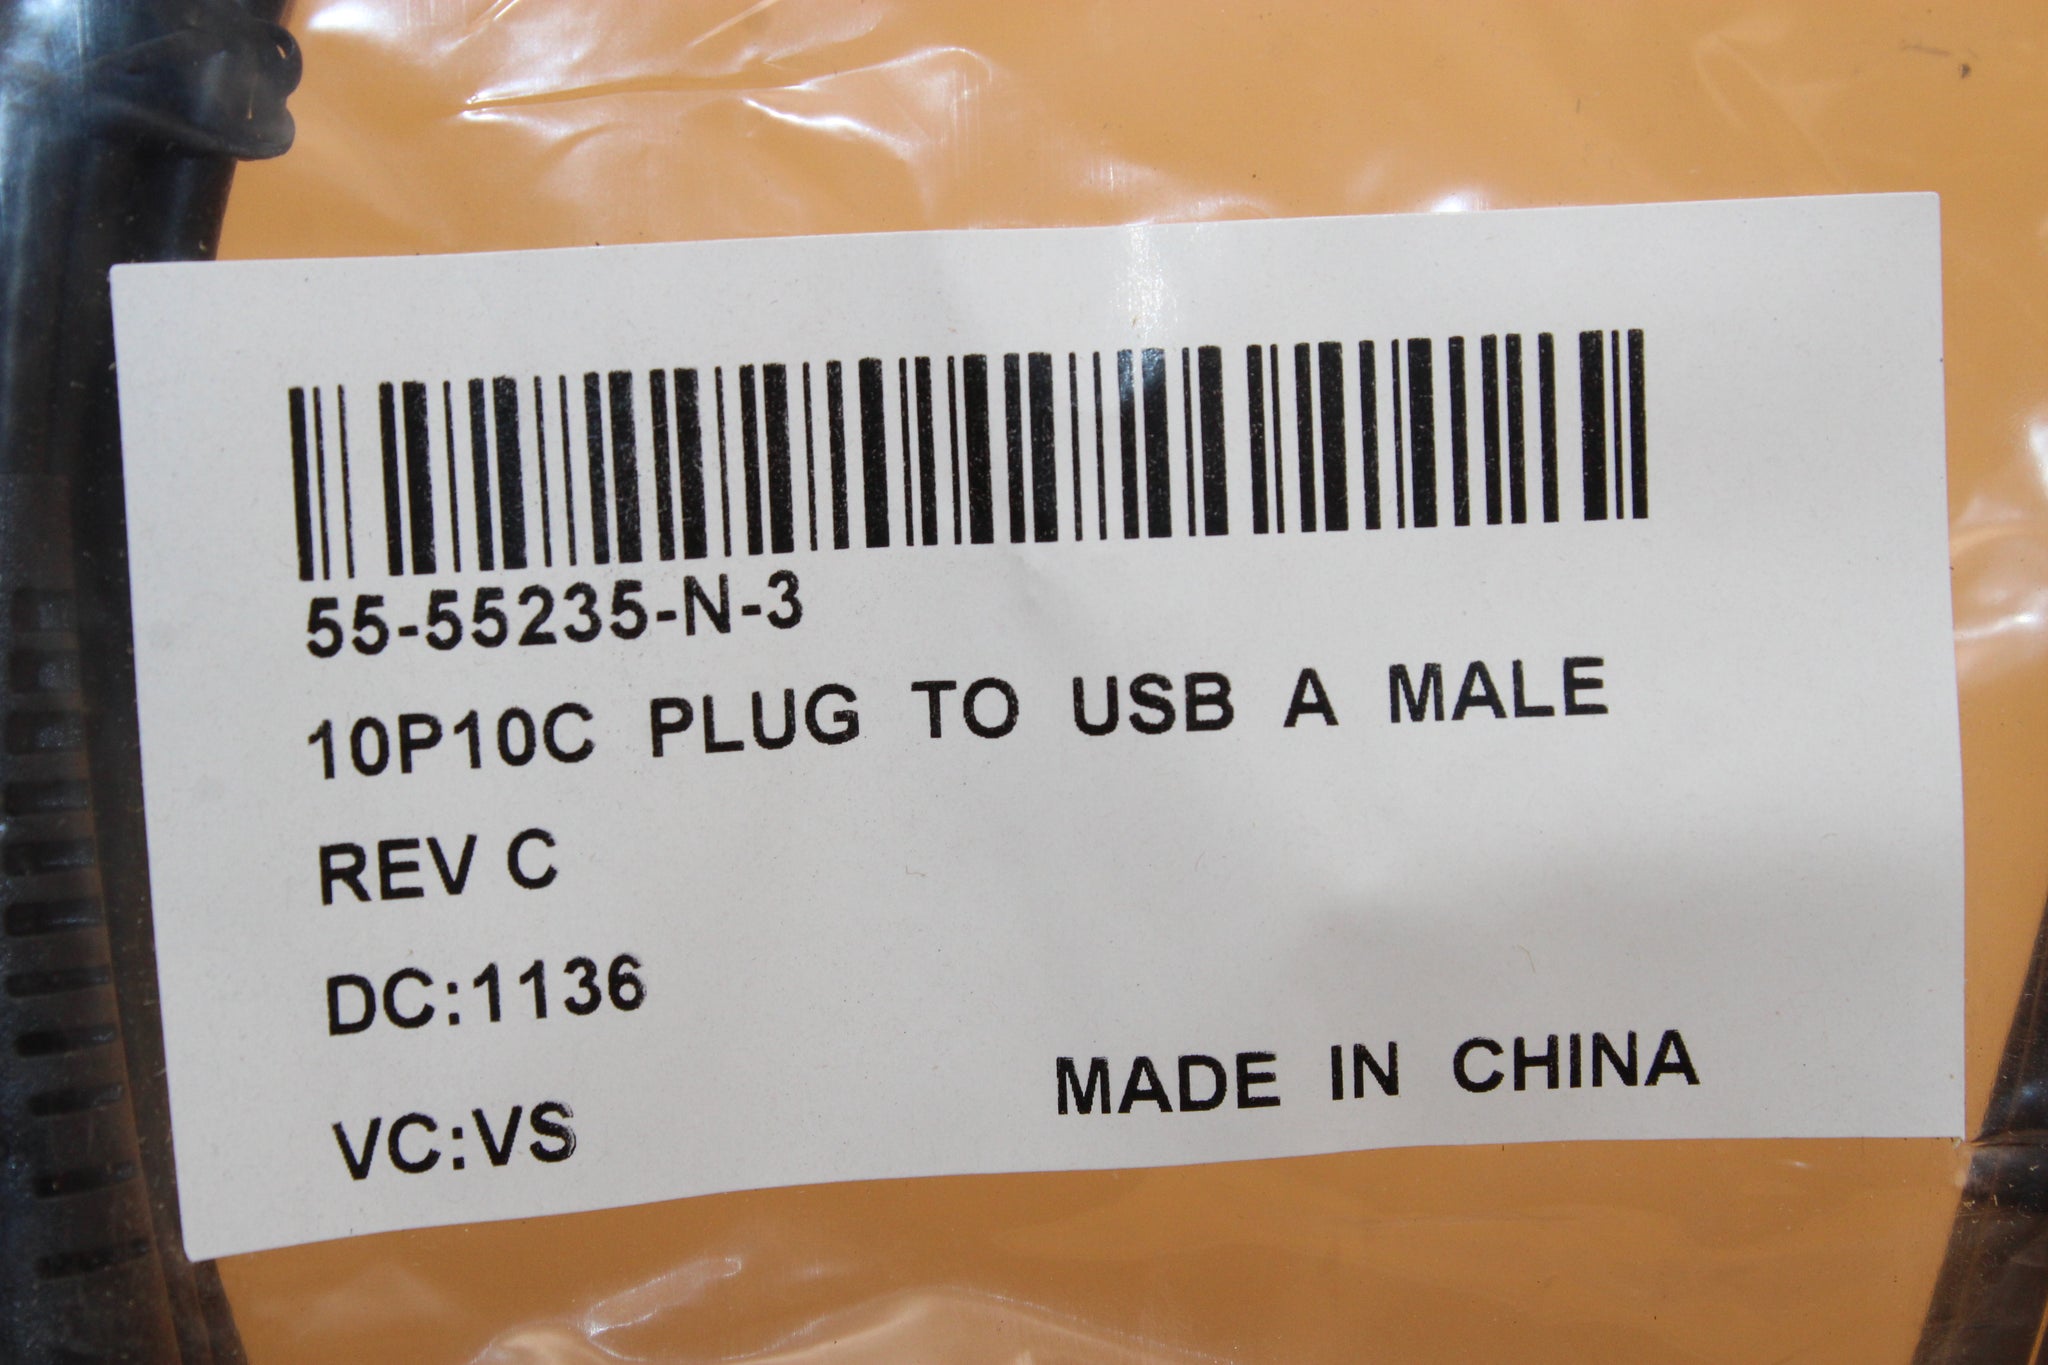 55-55235-N-3
10P10C PLUG TO USB A MALE
REV C
DC:1136
VC:VS
MADE IN CHINA